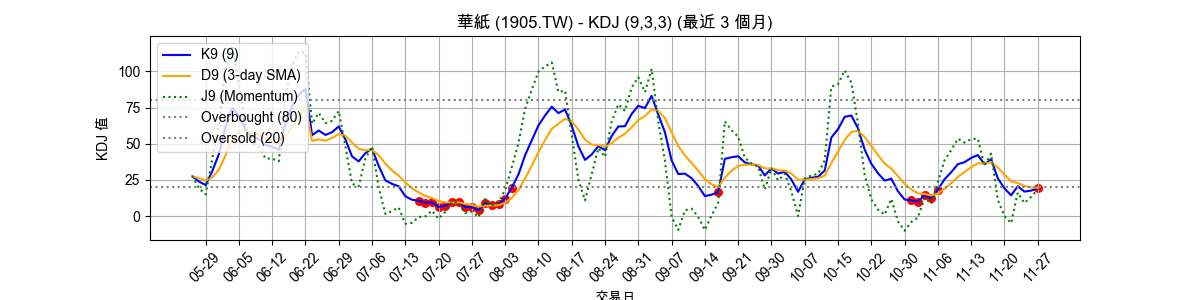 華紙 (1905.TW) - KDJ (9,3,3) (最近 3 個月)
KDJ 值
100
75
50
25
0
K9 (9)
D9 (3-day SMA)
J9 (Momentum)
Overbought (80)
Oversold (20)
05-29 06-05 06-12 06-22 06-29 07-06 07-13 07-20 07-27 08-03 08-10 08-17 08-24 08-31 09-07 09-14 09-21 09-30 10-07 10-15 10-22 10-30 11-06 11-13 11-20 11-27
交易日